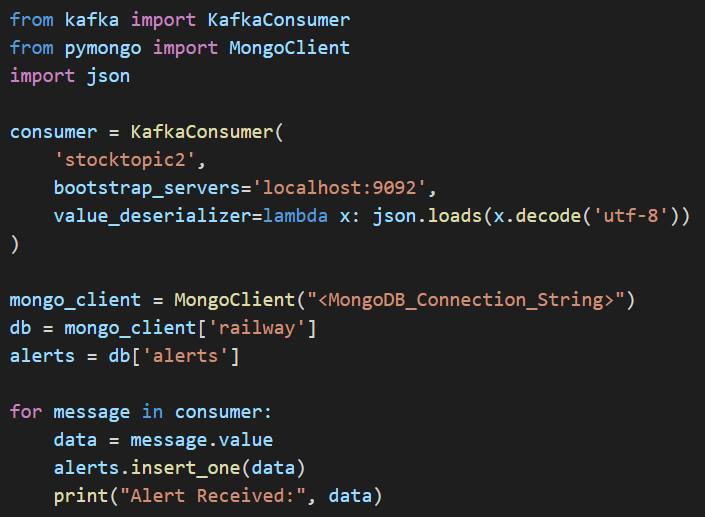 from kafka import KafkaConsumer
from pymongo import MongoClient
import json

consumer = KafkaConsumer(
    'stocktopic2',
    bootstrap_servers='localhost:9092',
    value_deserializer=lambda x: json.loads(x.decode('utf-8'))
)

mongo_client = MongoClient("<MongoDB_Connection_String>")
db = mongo_client['railway']
alerts = db['alerts']

for message in consumer:
    data = message.value
    alerts.insert_one(data)
    print("Alert Received:", data)